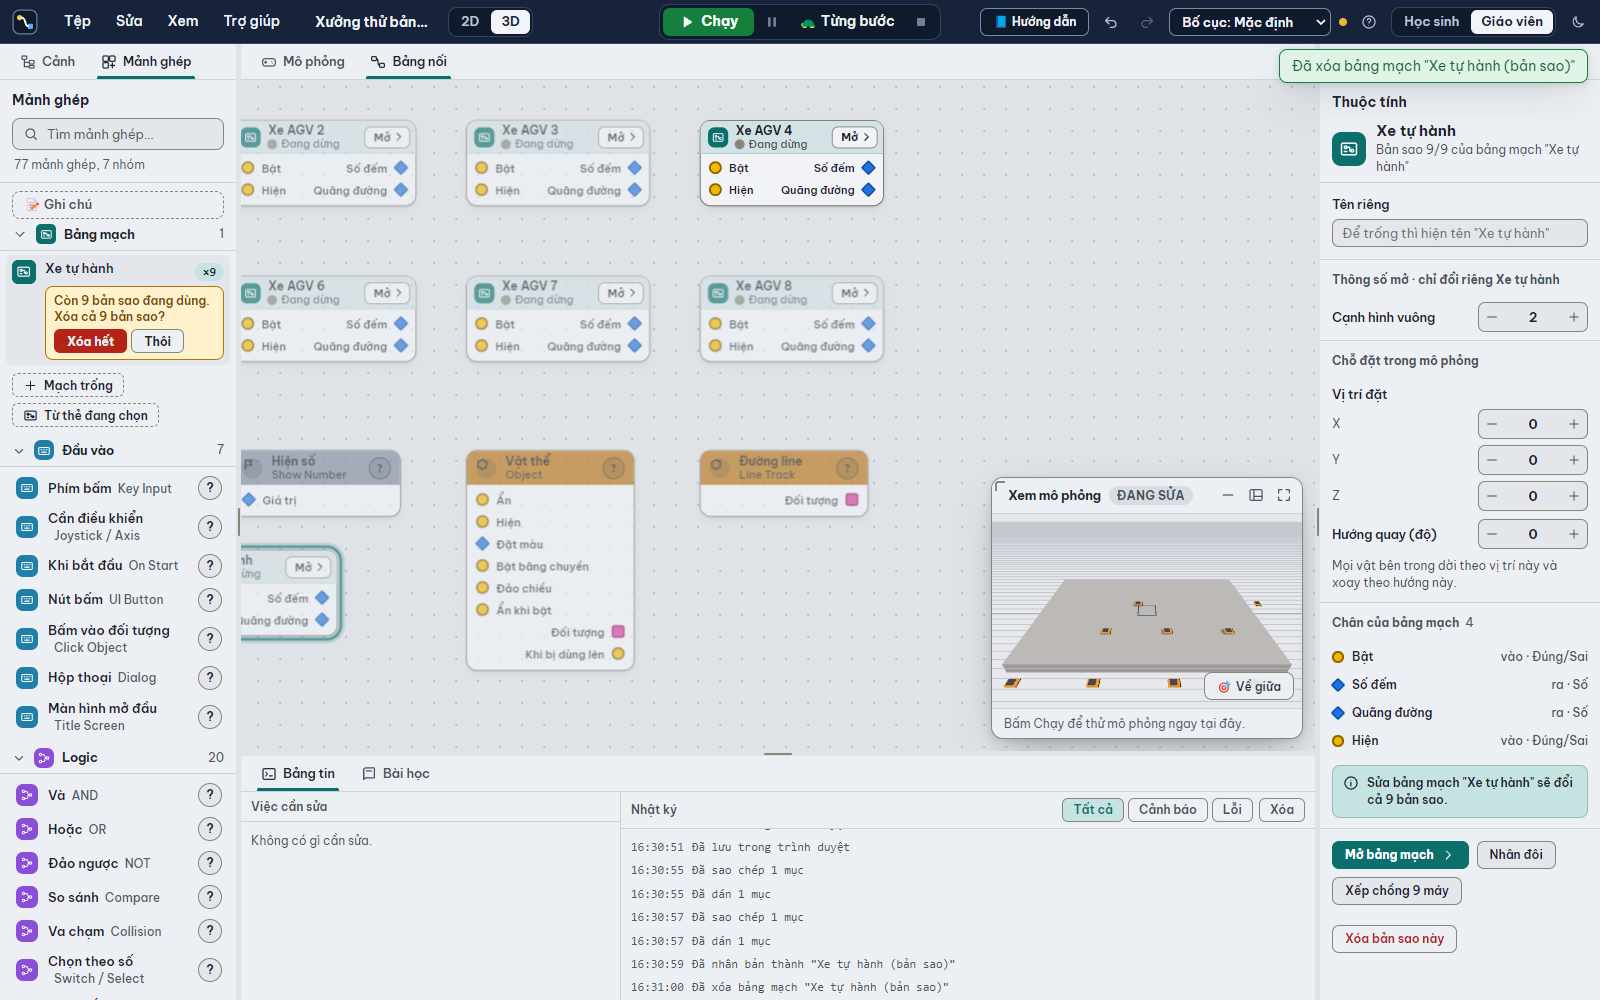 Tệp Sửa Xem Trợ giúp Xưởng thử bản... 2D 3D Chạy Từng bước Hướng dẫn Bố cục: Mặc định Học sinh Giáo viên
Cảnh Mảnh ghép
Mảnh ghép
Tìm mảnh ghép...
77 mảnh ghép, 7 nhóm
Ghi chú
Bảng mạch 1
Xe tự hành ×9
Còn 9 bản sao đang dùng.
Xóa cả 9 bản sao?
Xóa hết Thôi
Mạch trống
Từ thẻ đang chọn
Đầu vào 7
Phím bấm Key Input ?
Cần điều khiển
Joystick / Axis ?
Khi bắt đầu On Start ?
Nút bấm UI Button ?
Bấm vào đối tượng
Click Object ?
Hộp thoại Dialog ?
Màn hình mở đầu
Title Screen ?
Logic 20
Và AND ?
Hoặc OR ?
Đảo ngược NOT ?
So sánh Compare ?
Va chạm Collision ?
Chọn theo số
Switch / Select ?
Mô phỏng Bảng nối
Xe AGV 2
Đang dừng
Mở
Bật Số đếm
Hiện Quãng đường
Xe AGV 3
Đang dừng
Mở
Bật Số đếm
Hiện Quãng đường
Xe AGV 4
Đang dừng
Mở
Bật Số đếm
Hiện Quãng đường
Xe AGV 6
Đang dừng
Mở
Bật Số đếm
Hiện Quãng đường
Xe AGV 7
Đang dừng
Mở
Bật Số đếm
Hiện Quãng đường
Xe AGV 8
Đang dừng
Mở
Bật Số đếm
Hiện Quãng đường
Hiện số
Show Number
?
Giá trị
Mở
Số đếm
Vật thể
Object
?
Ẩn
Hiện
Đặt màu
Bật băng chuyền
Đảo chiều
Ẩn khi bật
Đối tượng
Khi bị dùng lên
Đường line
Line Track
?
Đối tượng
Xem mô phỏng ĐANG SỬA
Về giữa
Bấm Chạy để thử mô phỏng ngay tại đây.
Bảng tin Bài học
Việc cần sửa
Không có gì cần sửa.
Nhật ký Tất cả Cảnh báo Lỗi Xóa
16:30:51 Đã lưu trong trình duyệt
16:30:55 Đã sao chép 1 mục
16:30:55 Đã dán 1 mục
16:30:57 Đã sao chép 1 mục
16:30:57 Đã dán 1 mục
16:30:59 Đã nhân bản thành "Xe tự hành (bản sao)"
16:31:00 Đã xóa bảng mạch "Xe tự hành (bản sao)"
Đã xóa bảng mạch "Xe tự hành (bản sao)"
Thuộc tính
Xe tự hành
Bản sao 9/9 của bảng mạch "Xe tự
hành"
Tên riêng
Để trống thì hiện tên "Xe tự hành"
Thông số mở · chỉ đổi riêng Xe tự hành
Cạnh hình vuông − 2 +
Chỗ đặt trong mô phỏng
Vị trí đặt
X − 0 +
Y − 0 +
Z − 0 +
Hướng quay (độ) − 0 +
Mọi vật bên trong dời theo vị trí này và
xoay theo hướng này.
Chân của bảng mạch 4
Bật vào · Đúng/Sai
Số đếm ra · Số
Quãng đường ra · Số
Hiện vào · Đúng/Sai
Sửa bảng mạch "Xe tự hành" sẽ đổi
cả 9 bản sao.
Mở bảng mạch Nhân đôi
Xếp chồng 9 máy
Xóa bản sao này